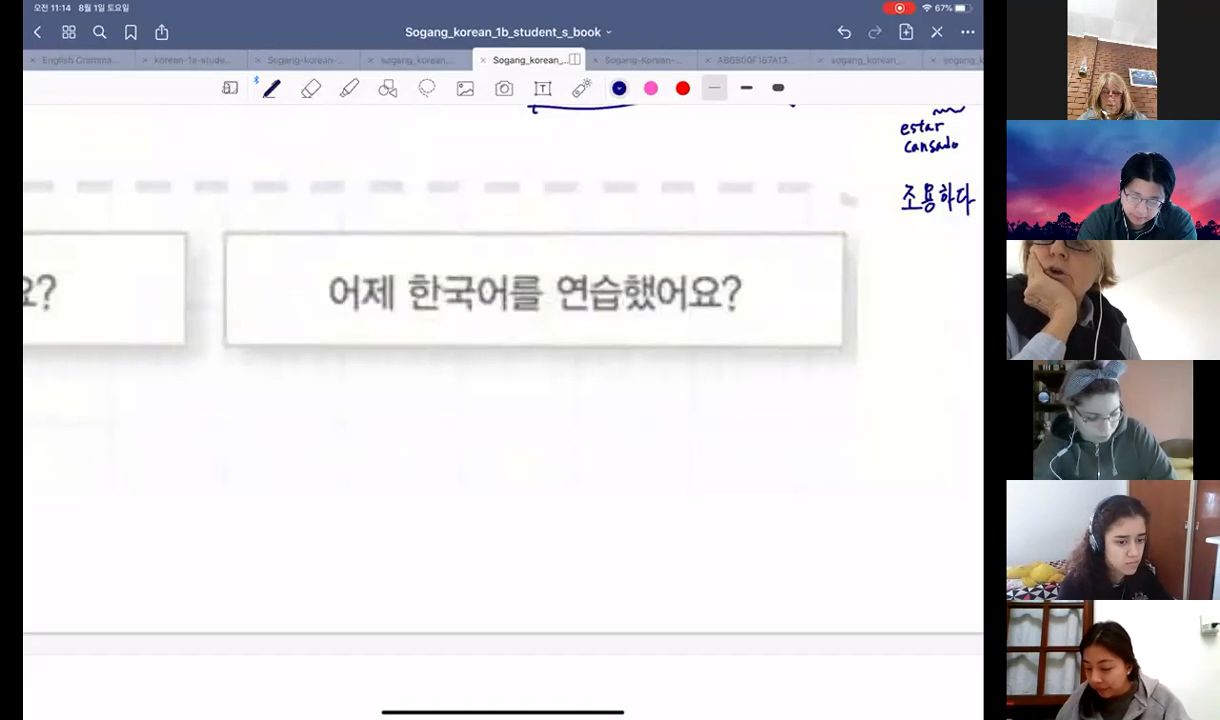 오전 11:14 8월 1일 토요일
67%
Sogang_korean_1b_student_s_book
English Gramma...
korean-1a-stude...
Sogang-korean-...
sogang_korean...
Sogang_korean_...
Sogang-Korean-...
sogang_korean_...
estar
cansado
조용하다
요?
어제 한국어를 연습했어요?